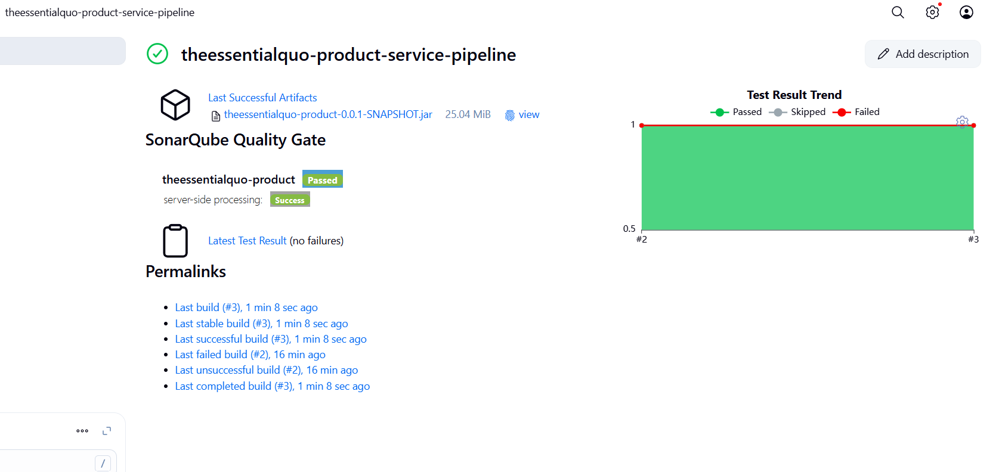 theessentialquo-product-service-pipeline
theessentialquo-product-service-pipeline
Add description
Last Successful Artifacts
theessentialquo-product-0.0.1-SNAPSHOT.jar 25.04 MiB view
SonarQube Quality Gate
theessentialquo-product Passed
server-side processing: Success
Latest Test Result (no failures)
Permalinks
Last build (#3), 1 min 8 sec ago
Last stable build (#3), 1 min 8 sec ago
Last successful build (#3), 1 min 8 sec ago
Last failed build (#2), 16 min ago
Last unsuccessful build (#2), 16 min ago
Last completed build (#3), 1 min 8 sec ago
Test Result Trend
Passed Skipped Failed
1
0.5
#2 #3
/